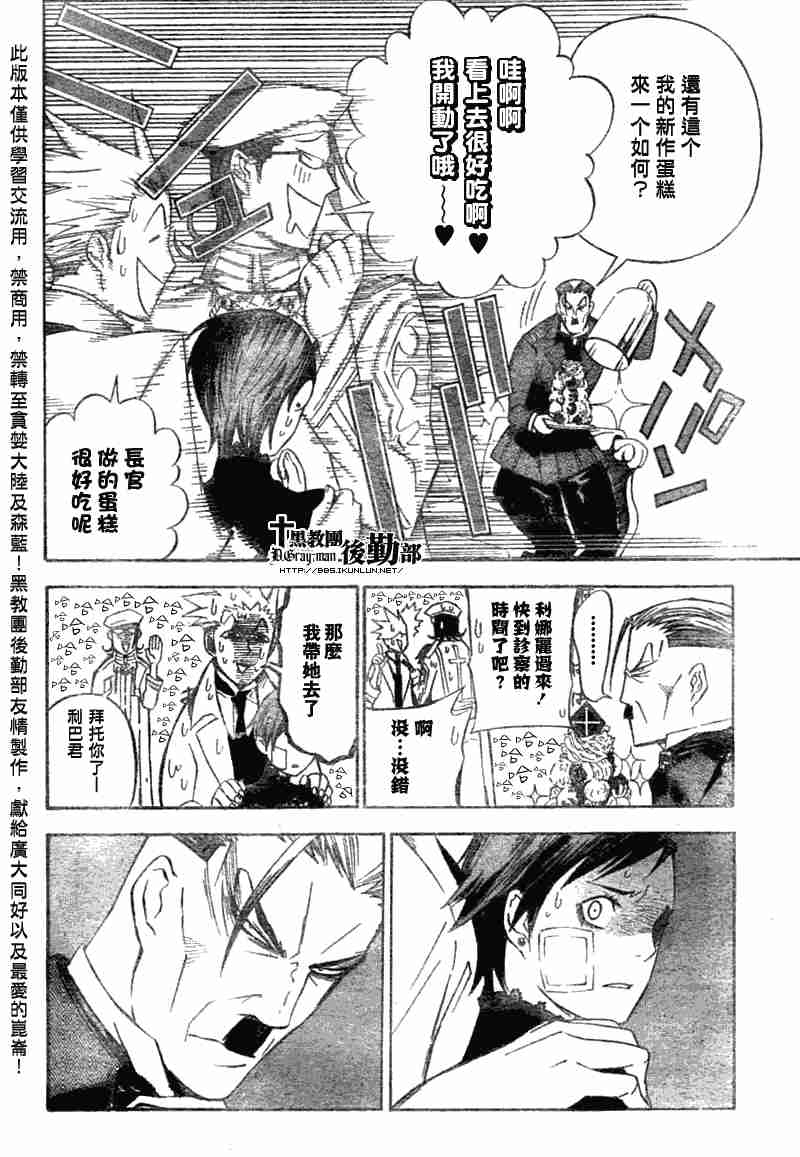 還有這个
我的新作蛋糕
來一个如何？
哇啊啊
看上去很好吃啊♥
我開動了哦～～♥
長官
做的蛋糕
很好吃呢
黑教團
D.Gray-man
後勤部
HTTP://BBS.IKUNLUN.NET/
………
利娜麗過來！
快到診察的
時間了吧？
啊
没…没錯
那麼
我帶她去了
拜托你了—
利巴君
此版本僅供學習交流用，禁商用，禁轉至貪婪大陸及森藍！黑教團後勤部友情製作，獻給廣大同好以及最愛的崑崙！